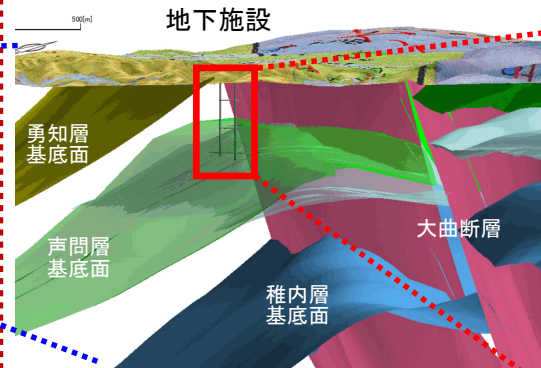 500[m]
地下施設
勇知層
基底面
声問層
基底面
大曲断層
稚内層
基底面